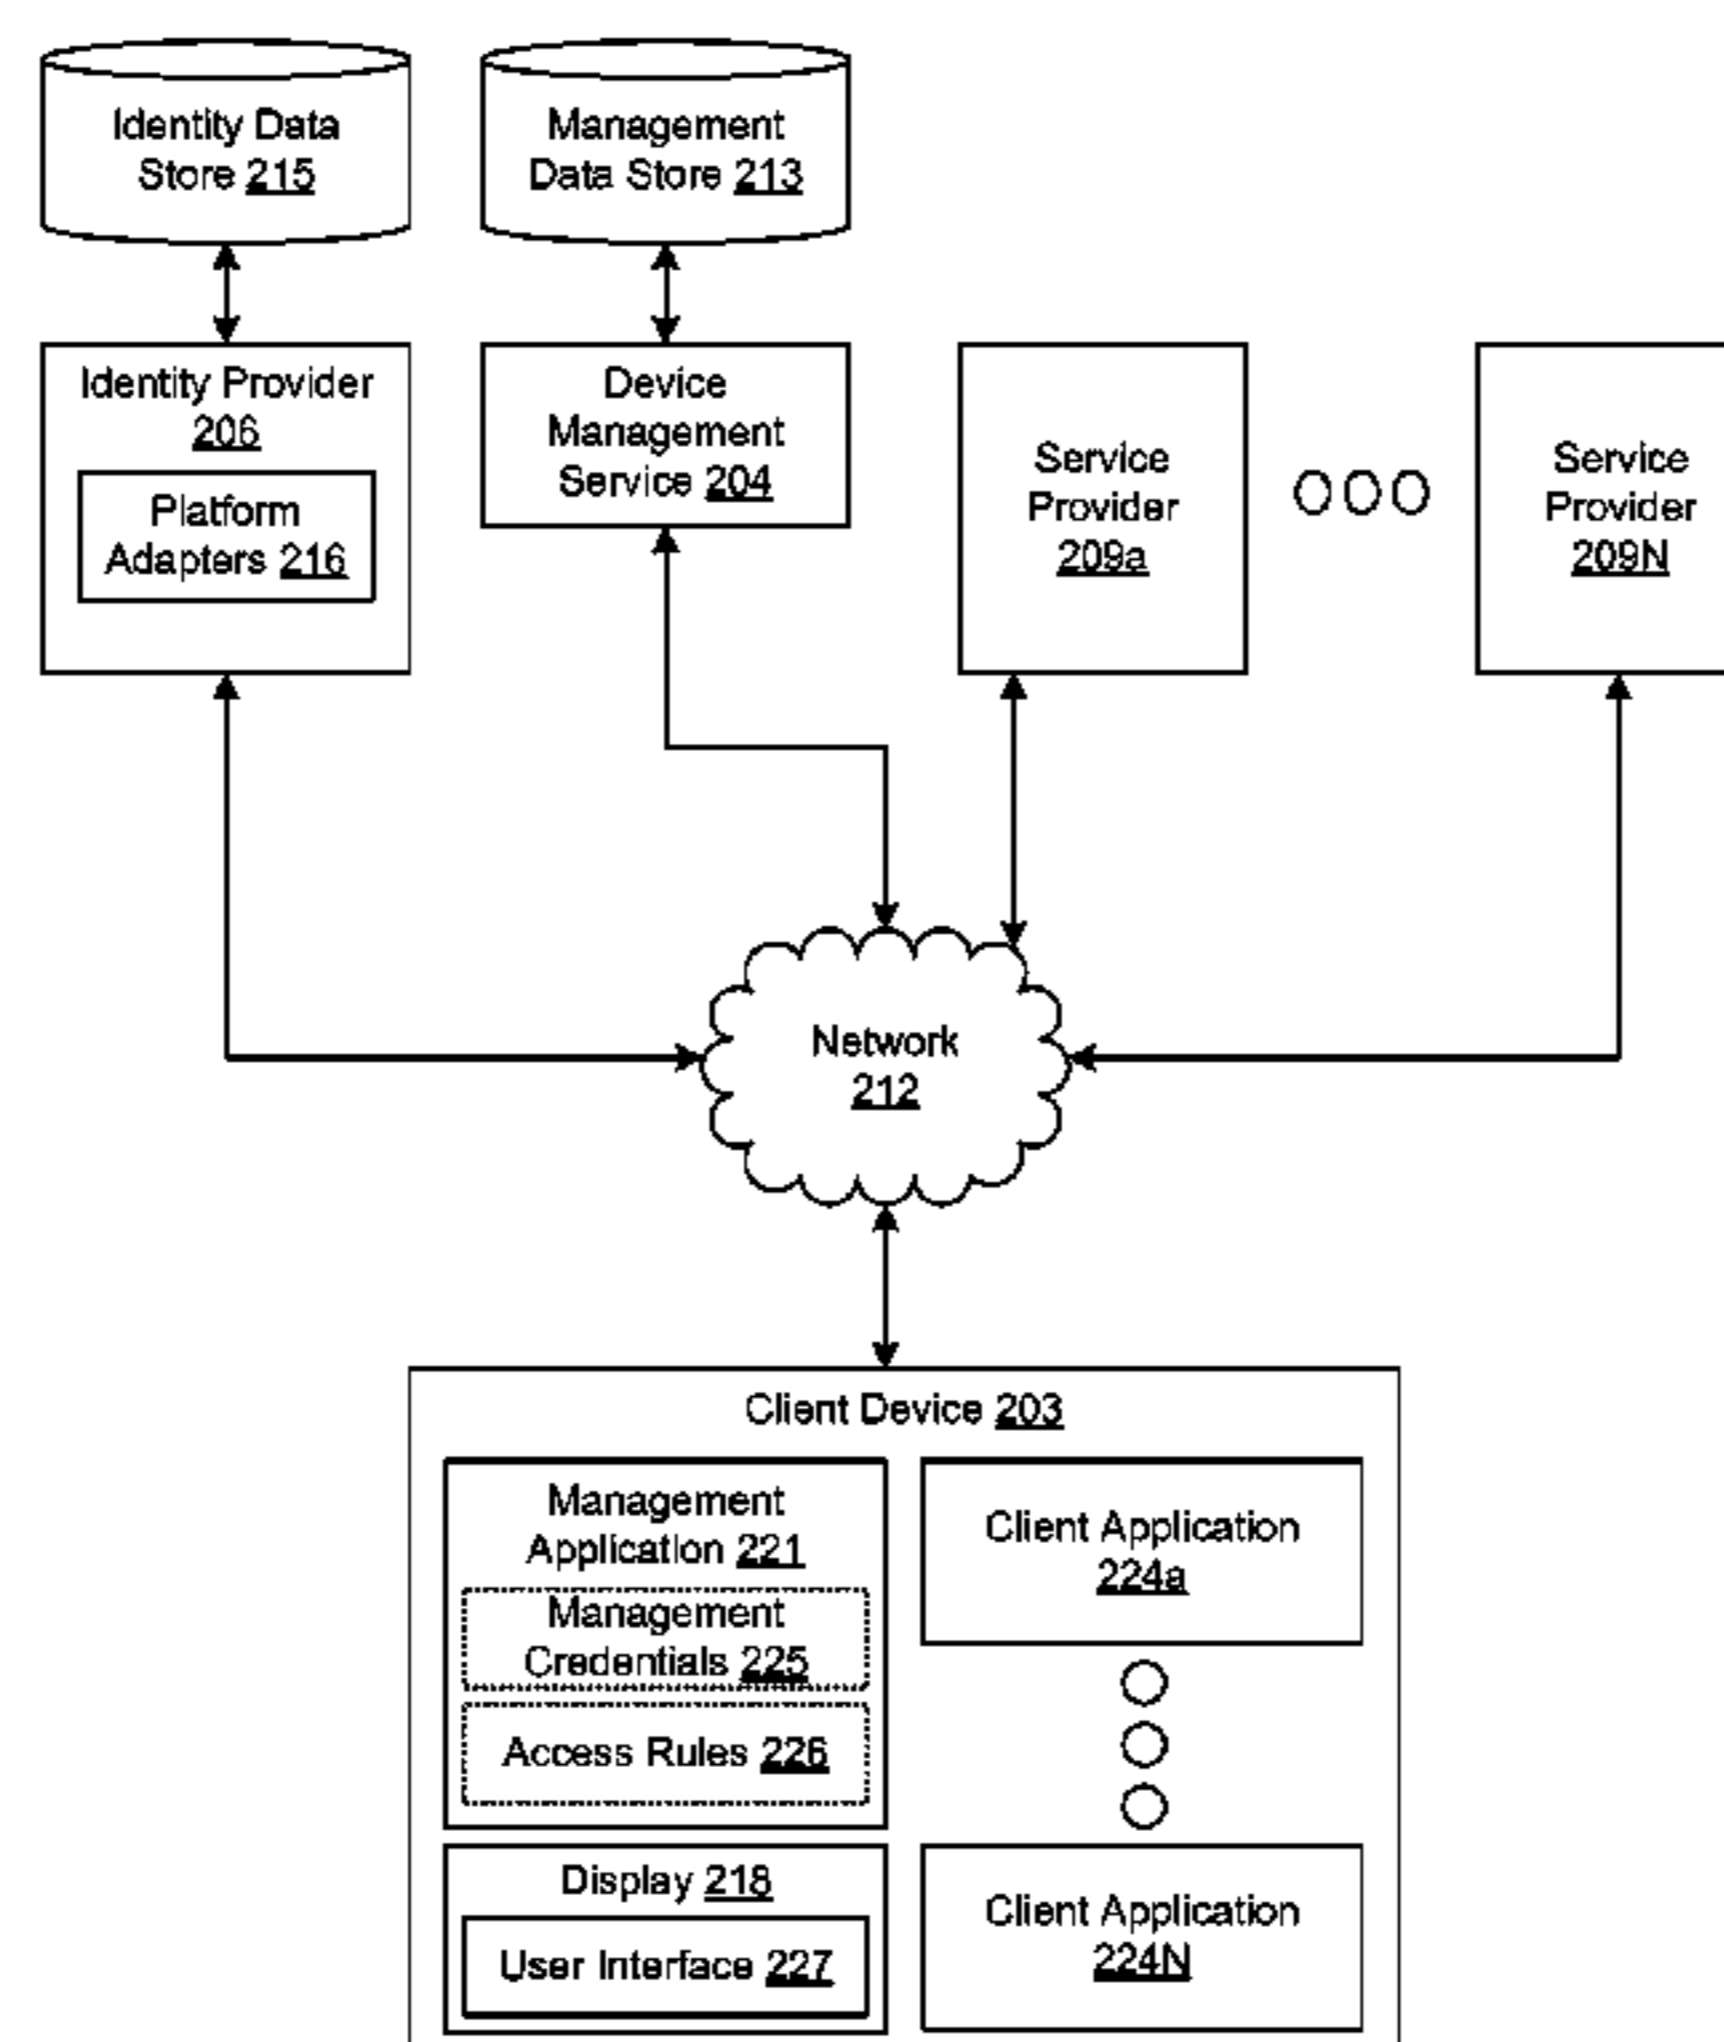 Identity Data
Store 215
Management
Data Store 213
Identity Provider
206
Platform
Adapters 216
Device
Management
Service 204
Service
Provider
209a
Service
Provider
209N
Network
212
Client Device 203
Management
Application 221
Management
Credentials 225
Access Rules 226
Display 218
User Interface 227
Client Application
224a
Client Application
224N